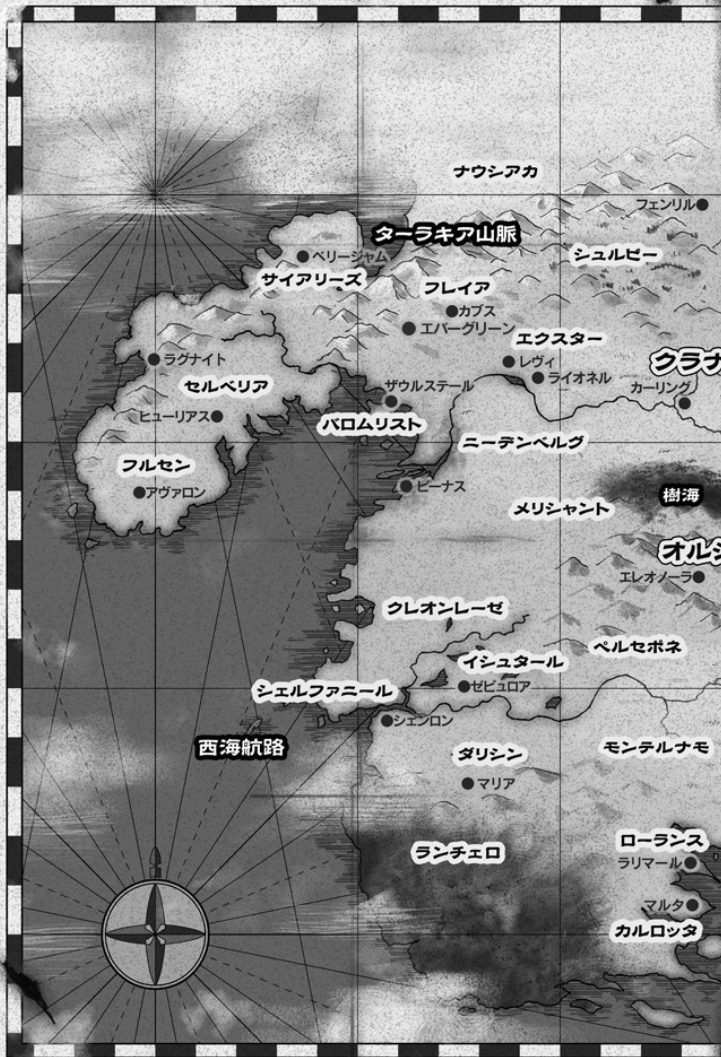 ナウシアカ
フェンリル
ターラキア山脈
ベリージャム
シュルビー
サイアリーズ
フレイア
カプス
エバーグリーン
エクスター
ラグナイト
レヴィ
クラナ
ライオネル
セルベリア
カーリング
ザウルステール
ヒューリアス
バロムリスト
ニーデンベルグ
フルセン
ビーナス
アヴァロン
樹海
メリシャント
オルシ
エレオノーラ
クレオンレーゼ
ペルセポネ
イシュタール
シェルファニール
ゼピュロア
シェンロン
西海航路
ダリシン
モンテルナモ
マリア
ローランス
ランチェロ
ラリマール
マルタ
カルロッタ